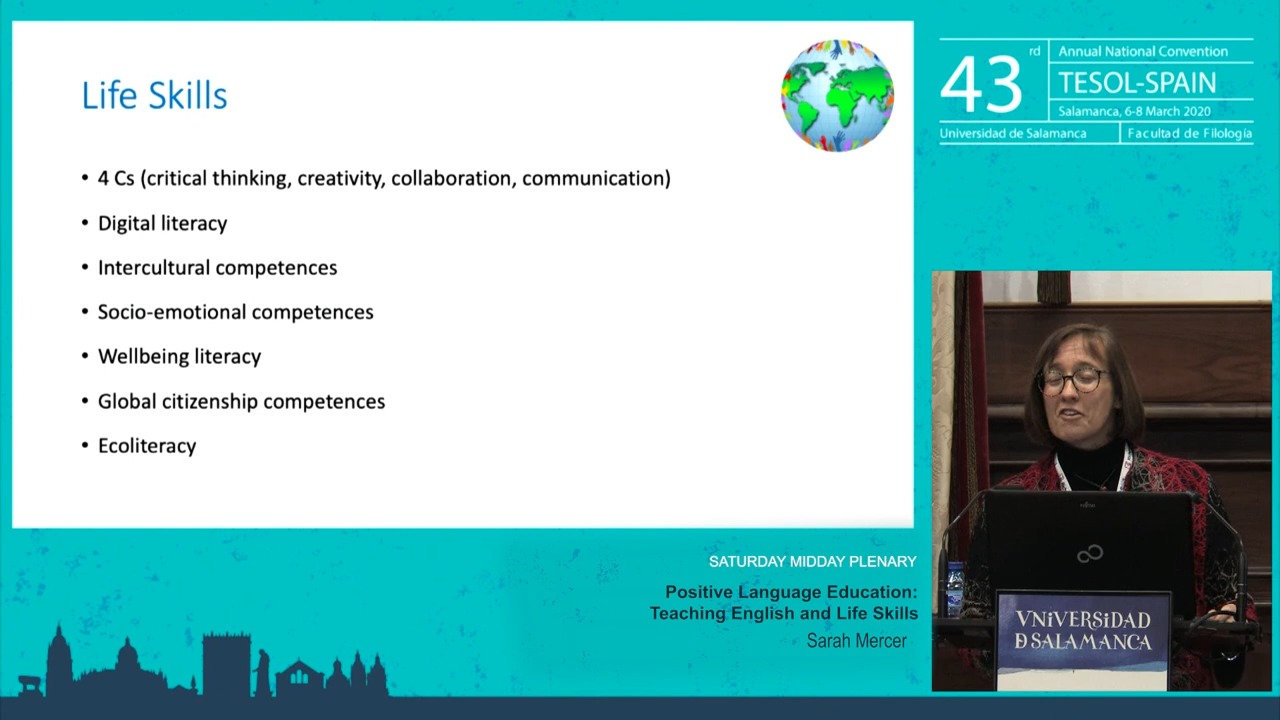 Life Skills
• 4 Cs (critical thinking, creativity, collaboration, communication)
• Digital literacy
• Intercultural competences
• Socio-emotional competences
• Wellbeing literacy
• Global citizenship competences
• Ecoliteracy
43rd
Annual National Convention
TESOL-SPAIN
Salamanca, 6-8 March 2020
Universidad de Salamanca
Facultad de Filología
SATURDAY MIDDAY PLENARY
Positive Language Education:
Teaching English and Life Skills
Sarah Mercer
VNiVERSiDAD
D SALAMANCA